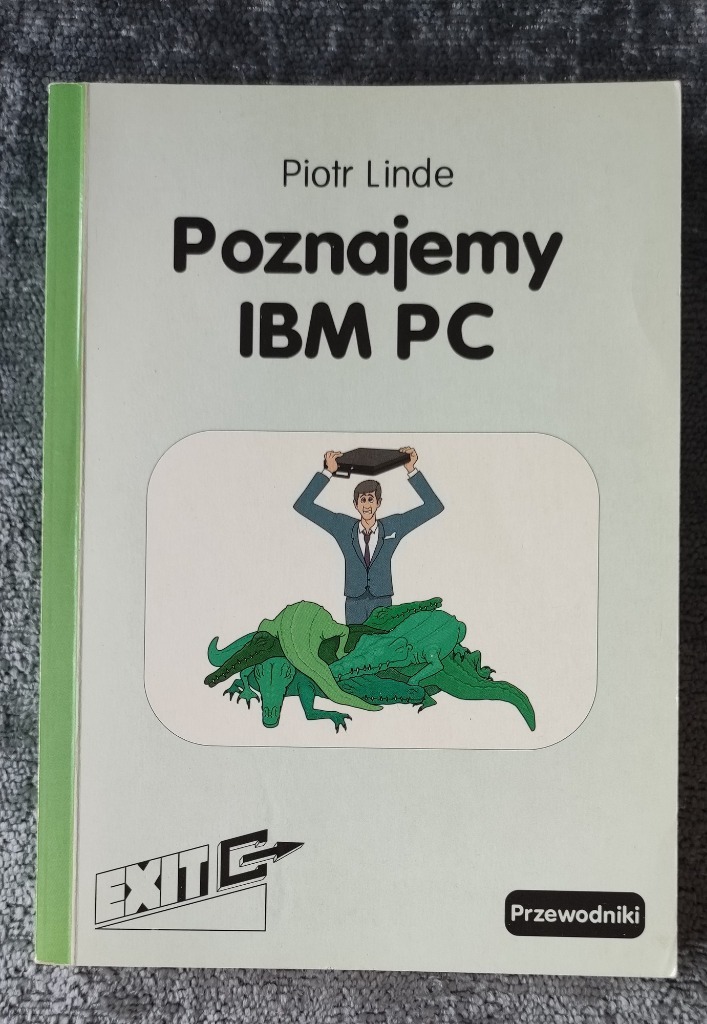 Piotr Linde
Poznajemy
IBM PC
EXIT
Przewodniki